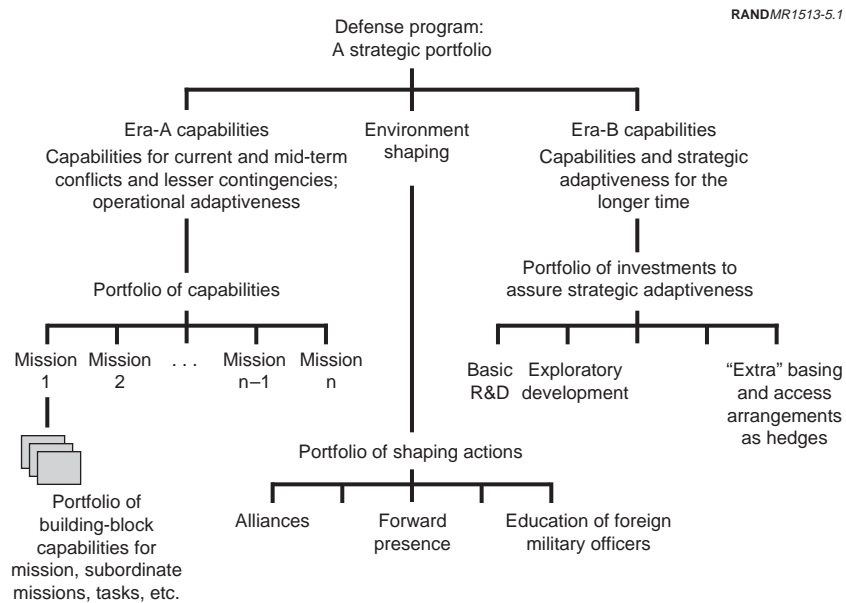 RANDMR1513-5.1
Defense program:
A strategic portfolio
Era-A capabilities
Capabilities for current and mid-term
conflicts and lesser contingencies;
operational adaptiveness
Environment
shaping
Era-B capabilities
Capabilities and strategic
adaptiveness for the
longer time
Portfolio of capabilities
Portfolio of investments to
assure strategic adaptiveness
Mission
1
Mission
2
. . .
Mission
n–1
Mission
n
Basic
R&D
Exploratory
development
“Extra” basing
and access
arrangements
as hedges
Portfolio of
building-block
capabilities for
mission, subordinate
missions, tasks, etc.
Portfolio of shaping actions
Alliances
Forward
presence
Education of foreign
military officers